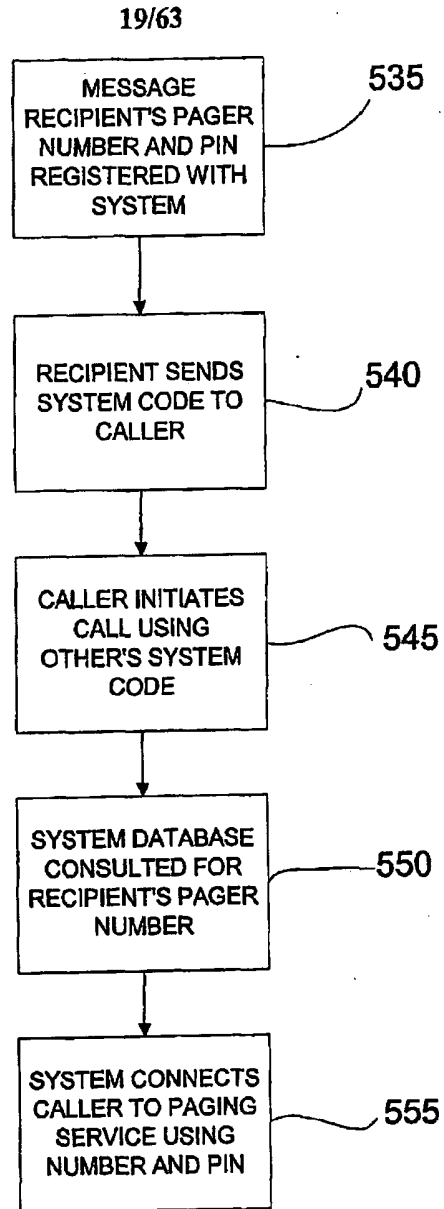 19/63
MESSAGE
RECIPIENT'S PAGER
NUMBER AND PIN
REGISTERED WITH
SYSTEM
535
RECIPIENT SENDS
SYSTEM CODE TO
CALLER
540
CALLER INITIATES
CALL USING
OTHER'S SYSTEM
CODE
545
SYSTEM DATABASE
CONSULTED FOR
RECIPIENT'S PAGER
NUMBER
550
SYSTEM CONNECTS
CALLER TO PAGING
SERVICE USING
NUMBER AND PIN
555